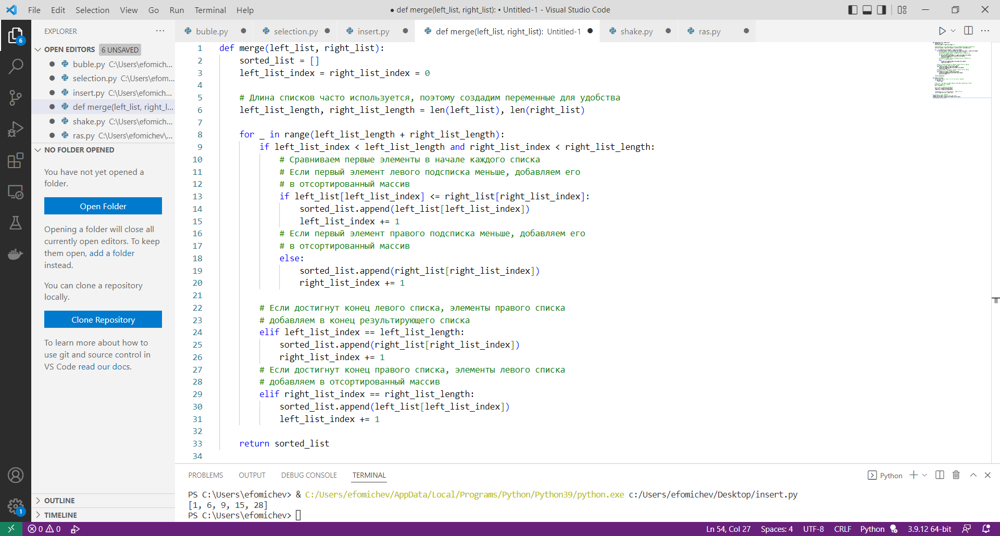 File Edit Selection View Go Run Terminal Help
● def merge(left_list, right_list): • Untitled-1 - Visual Studio Code
EXPLORER
OPEN EDITORS 6 UNSAVED
● buble.py C:\Users\efomich...
● selection.py C:\Users\efom...
● insert.py C:\Users\efomich...
● def merge(left_list, right_l...
● shake.py C:\Users\efomich...
● ras.py C:\Users\efomichev\...
NO FOLDER OPENED
You have not yet opened a
folder.
Open Folder
Opening a folder will close all
currently open editors. To keep
them open, add a folder
instead.
You can clone a repository
locally.
Clone Repository
To learn more about how to
use git and source control in
VS Code read our docs.
OUTLINE
TIMELINE
6
1
buble.py ● selection.py ● insert.py ● def merge(left_list, right_list): Untitled-1 ● shake.py ● ras.py ●
1 def merge(left_list, right_list):
2 sorted_list = []
3 left_list_index = right_list_index = 0
4
5 # Длина списков часто используется, поэтому создадим переменные для удобства
6 left_list_length, right_list_length = len(left_list), len(right_list)
7
8 for _ in range(left_list_length + right_list_length):
9 if left_list_index < left_list_length and right_list_index < right_list_length:
10 # Сравниваем первые элементы в начале каждого списка
11 # Если первый элемент левого подсписка меньше, добавляем его
12 # в отсортированный массив
13 if left_list[left_list_index] <= right_list[right_list_index]:
14 sorted_list.append(left_list[left_list_index])
15 left_list_index += 1
16 # Если первый элемент правого подсписка меньше, добавляем его
17 # в отсортированный массив
18 else:
19 sorted_list.append(right_list[right_list_index])
20 right_list_index += 1
21
22 # Если достигнут конец левого списка, элементы правого списка
23 # добавляем в конец результирующего списка
24 elif left_list_index == left_list_length:
25 sorted_list.append(right_list[right_list_index])
26 right_list_index += 1
27 # Если достигнут конец правого списка, элементы левого списка
28 # добавляем в отсортированный массив
29 elif right_list_index == right_list_length:
30 sorted_list.append(left_list[left_list_index])
31 left_list_index += 1
32
33 return sorted_list
34
PROBLEMS OUTPUT DEBUG CONSOLE TERMINAL
Python
PS C:\Users\efomichev> & C:/Users/efomichev/AppData/Local/Programs/Python/Python39/python.exe c:/Users/efomichev/Desktop/insert.py
[1, 6, 9, 15, 28]
PS C:\Users\efomichev>
0 0
Ln 54, Col 27 Spaces: 4 UTF-8 CRLF Python 3.9.12 64-bit